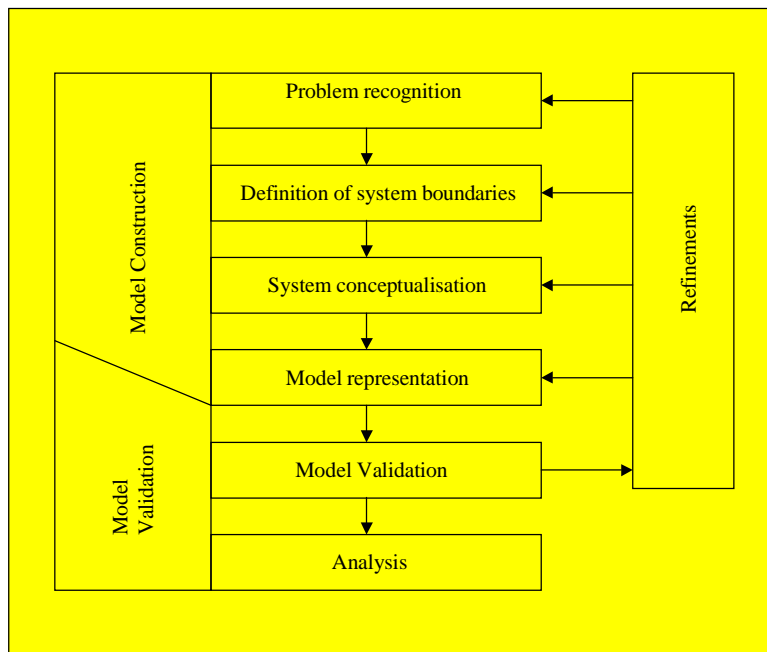 Problem recognition
Definition of system boundaries
System conceptualisation
Model representation
Model Validation
Analysis
Model Construction
Model
Validation
Refinements